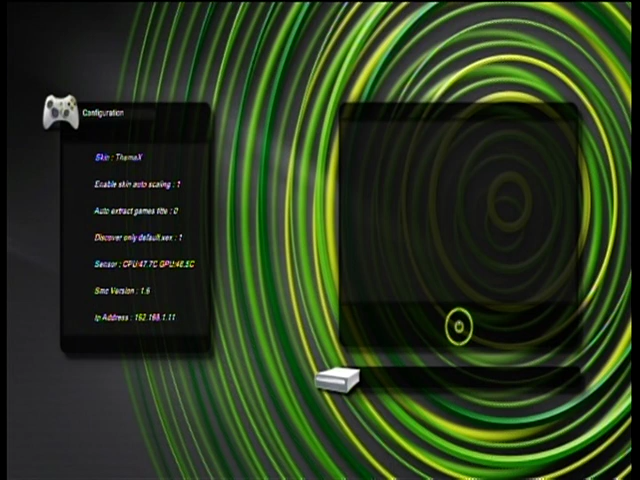 Configuration
Skin : ThemeX
Enable skin auto scaling : 1
Auto extract games title : 0
Discover only default.xex : 1
Sensor : CPU:47.7C GPU:48.5C
Smc Version : 1.6
Ip Address : 192.168.1.11